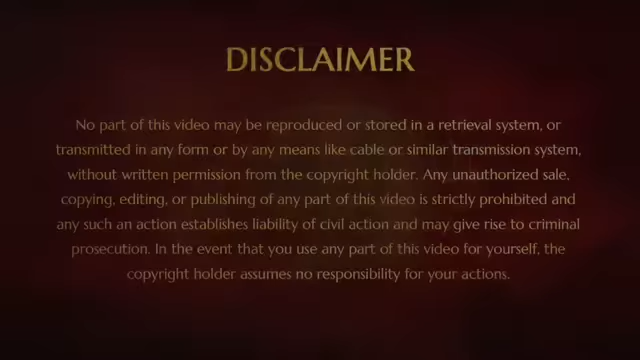 DISCLAIMER
No part of this video may be reproduced or stored in a retrieval system, or
transmitted in any form or by any means like cable or similar transmission system,
without written permission from the copyright holder. Any unauthorized sale,
copying, editing, or publishing of any part of this video is strictly prohibited and
any such an action establishes liability of civil action and may give rise to criminal
prosecution. In the event that you use any part of this video for yourself, the
copyright holder assumes no responsibility for your actions.